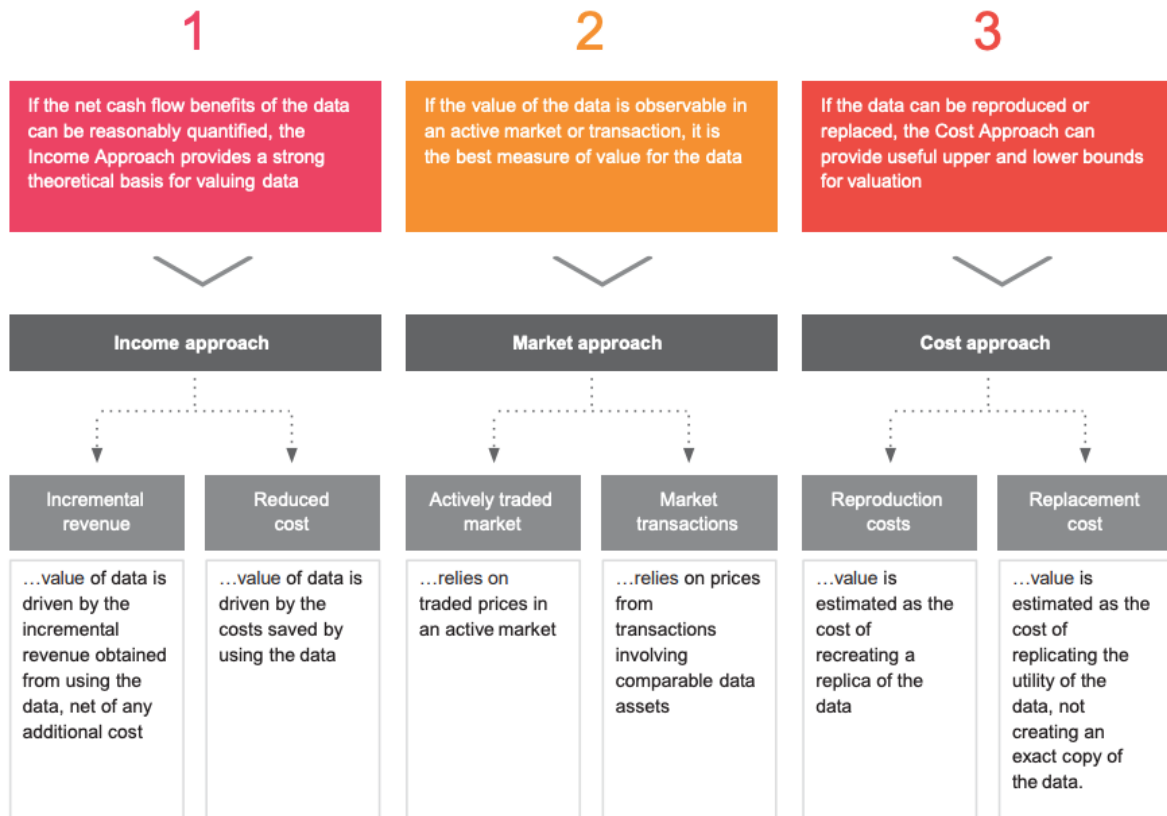 1
If the net cash flow benefits of the data
can be reasonably quantified, the
Income Approach provides a strong
theoretical basis for valuing data
Income approach
Incremental
revenue
…value of data is
driven by the
incremental
revenue obtained
from using the
data, net of any
additional cost
Reduced
cost
…value of data is
driven by the
costs saved by
using the data
2
If the value of the data is observable in
an active market or transaction, it is
the best measure of value for the data
Market approach
Actively traded
market
…relies on
traded prices in
an active market
Market
transactions
…relies on prices
from
transactions
involving
comparable data
assets
3
If the data can be reproduced or
replaced, the Cost Approach can
provide useful upper and lower bounds
for valuation
Cost approach
Reproduction
costs
…value is
estimated as the
cost of
recreating a
replica of the
data
Replacement
cost
…value is
estimated as the
cost of
replicating the
utility of the
data, not
creating an
exact copy of
the data.